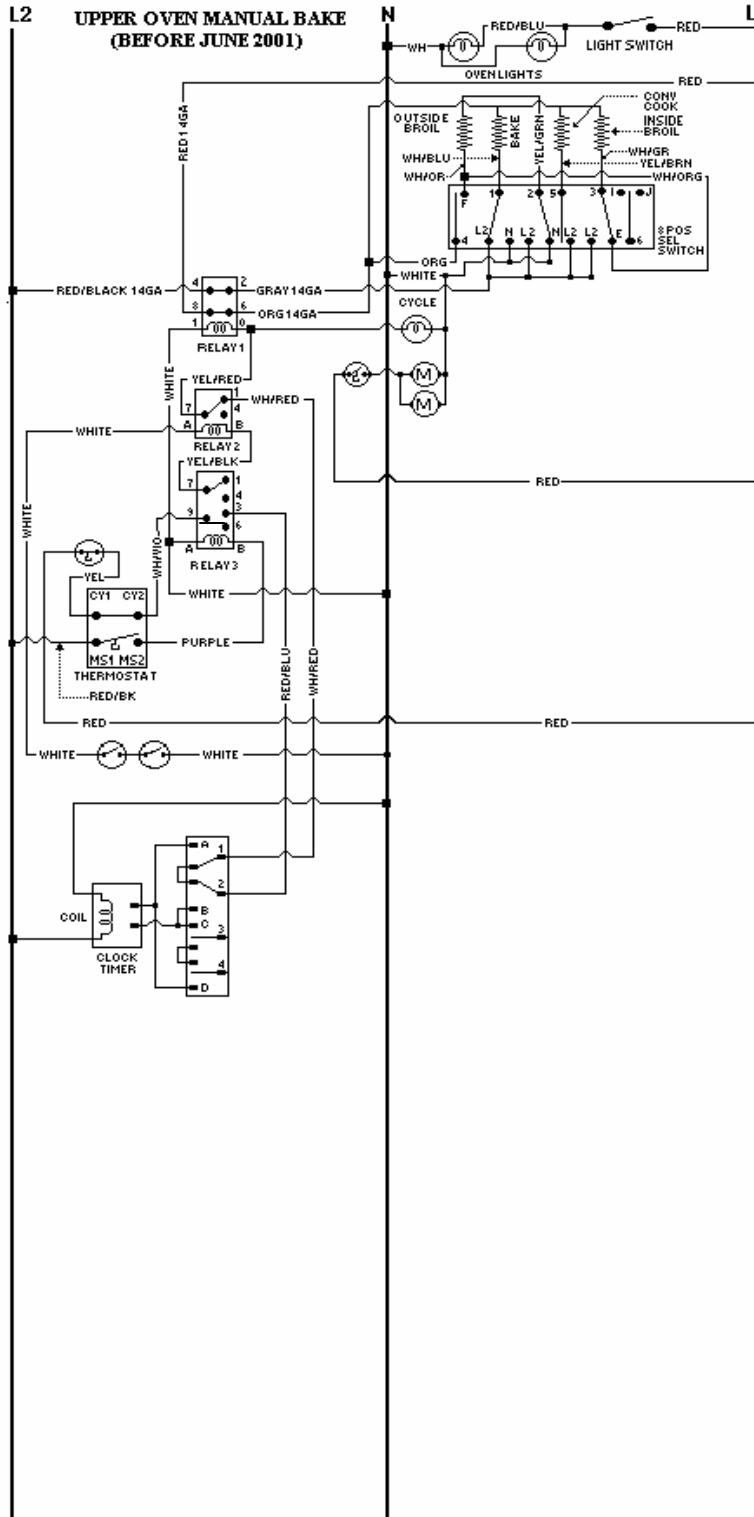 L2 UPPER OVEN MANUAL BAKE N L
(BEFORE JUNE 2001)
RED/BLU RED
WH LIGHT SWITCH
OVEN LIGHTS
RED
CONV
COOK
OUTSIDE
BROIL
BAKE
YEL/GRN
INSIDE
BROIL
RED 14GA
WH/BLU WH/GR
YEL/BRN
WH/OR WH/ORG
F 1 2 5 3 I J
4 L2 N L2 N L2 L2 E 6
8 POS
SEL
SWITCH
ORG
WHITE
RED/BLACK 14GA 4 2 GRAY 14GA
8 6 ORG 14GA
CYCLE
1 0
RELAY 1
WHITE
YEL/RED
1 WH/RED
7 4
WHITE A B
RELAY 2
YEL/BLK
7 1
4
9 3
6
A B
RELAY 3
M
M
RED
WHITE
WH/VIO
YEL
CY1 CY2
WHITE
PURPLE
MS1 MS2
THERMOSTAT
RED/BK
RED/BLU
WH/RED
RED RED
WHITE WHITE
A 1
2
B
C
3
4
D
COIL
CLOCK
TIMER